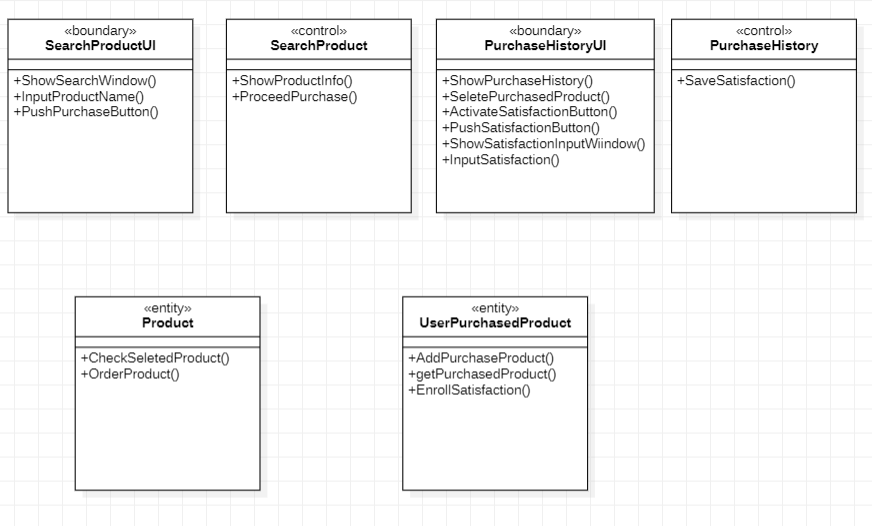 «boundary»
SearchProductUI
+ShowSearchWindow()
+InputProductName()
+PushPurchaseButton()
«control»
SearchProduct
+ShowProductInfo()
+ProceedPurchase()
«boundary»
PurchaseHistoryUI
+ShowPurchaseHistory()
+SeletePurchasedProduct()
+ActivateSatisfactionButton()
+PushSatisfactionButton()
+ShowSatisfactionInputWiindow()
+InputSatisfaction()
«control»
PurchaseHistory
+SaveSatisfaction()
«entity»
Product
+CheckSeletedProduct()
+OrderProduct()
«entity»
UserPurchasedProduct
+AddPurchaseProduct()
+getPurchasedProduct()
+EnrollSatisfaction()